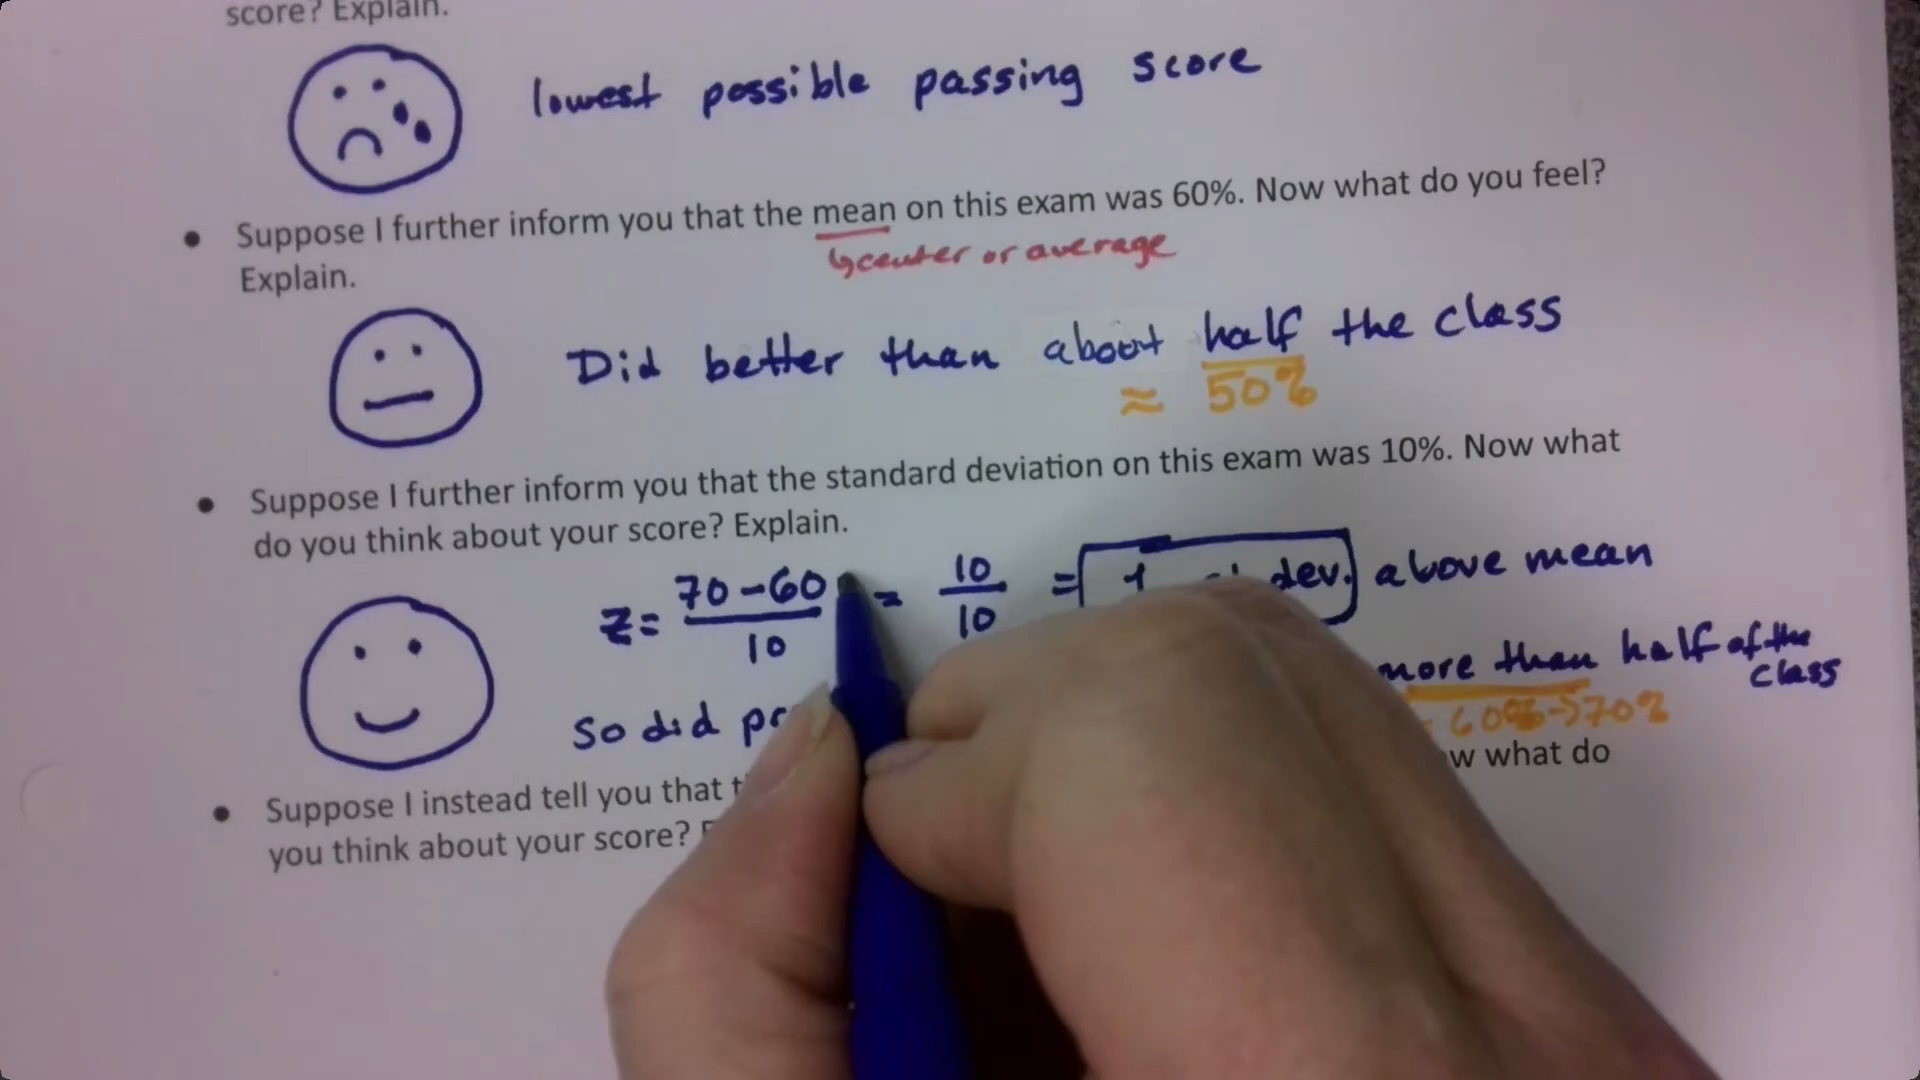 score? Explain.
lowest possible passing score
• Suppose I further inform you that the mean on this exam was 60%. Now what do you feel?
↳center or average
Explain.
Did better than about half the class
≈ 50%
• Suppose I further inform you that the standard deviation on this exam was 10%. Now what
do you think about your score? Explain.
z = 70-60 / 10 = 10 / 10 = 1 dev. above mean
so did more than half of the
class
60%→70%
• Suppose I instead tell you that what do
you think about your score?